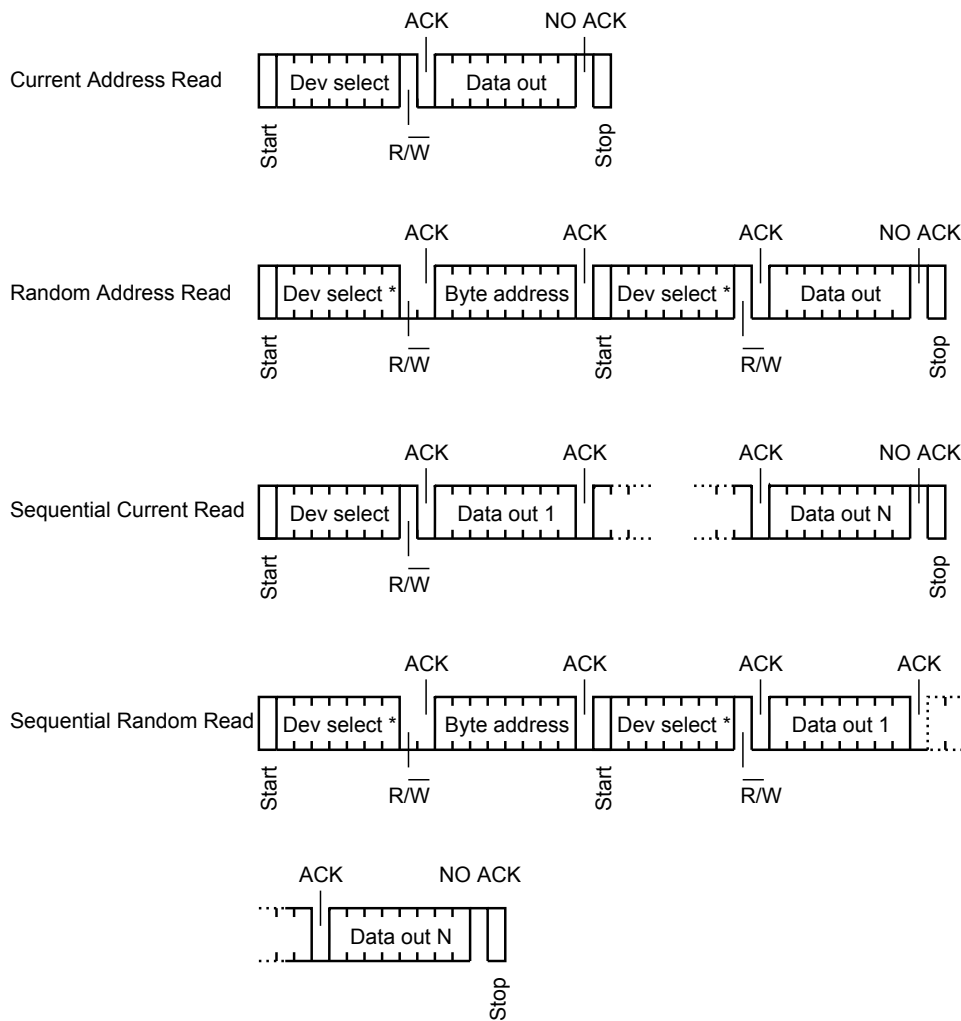 ACK NO ACK
Current Address Read Dev select Data out
Start R/W̅ Stop
ACK ACK ACK NO ACK
Random Address Read Dev select * Byte address Dev select * Data out
Start R/W̅ Start R̅/W Stop
ACK ACK ACK NO ACK
Sequential Current Read Dev select Data out 1 Data out N
Start R/W̅ Stop
ACK ACK ACK ACK
Sequential Random Read Dev select * Byte address Dev select * Data out 1
Start R/W̅ Start R̅/W
ACK NO ACK
Data out N
Stop